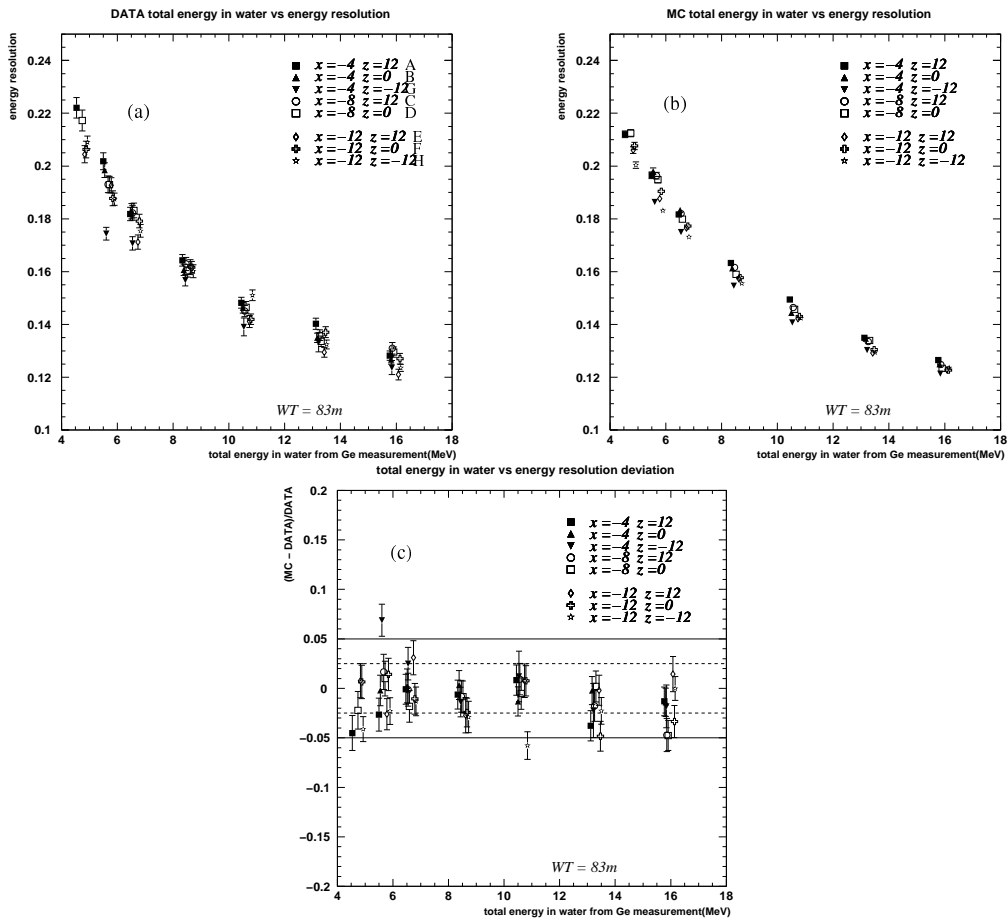 DATA total energy in water vs energy resolution
energy resolution
0.24
0.22
0.2
0.18
0.16
0.14
0.12
0.1
(a)
x=-4 z=12 A
x=-4 z=0 B
x=-4 z=-12 G
x=-8 z=12 C
x=-8 z=0 D
x=-12 z=12 E
x=-12 z=0 F
x=-12 z=-12 H
WT = 83m
4 6 8 10 12 14 16 18
total energy in water from Ge measurement(MeV)
MC total energy in water vs energy resolution
energy resolution
0.24
0.22
0.2
0.18
0.16
0.14
0.12
0.1
(b)
x=-4 z=12
x=-4 z=0
x=-4 z=-12
x=-8 z=12
x=-8 z=0
x=-12 z=12
x=-12 z=0
x=-12 z=-12
WT = 83m
4 6 8 10 12 14 16 18
total energy in water from Ge measurement(MeV)
total energy in water vs energy resolution deviation
(MC - DATA)/DATA
0.2
0.15
0.1
0.05
0
-0.05
-0.1
-0.15
-0.2
(c)
x=-4 z=12
x=-4 z=0
x=-4 z=-12
x=-8 z=12
x=-8 z=0
x=-12 z=12
x=-12 z=0
x=-12 z=-12
WT = 83m
4 6 8 10 12 14 16 18
total energy in water from Ge measurement(MeV)